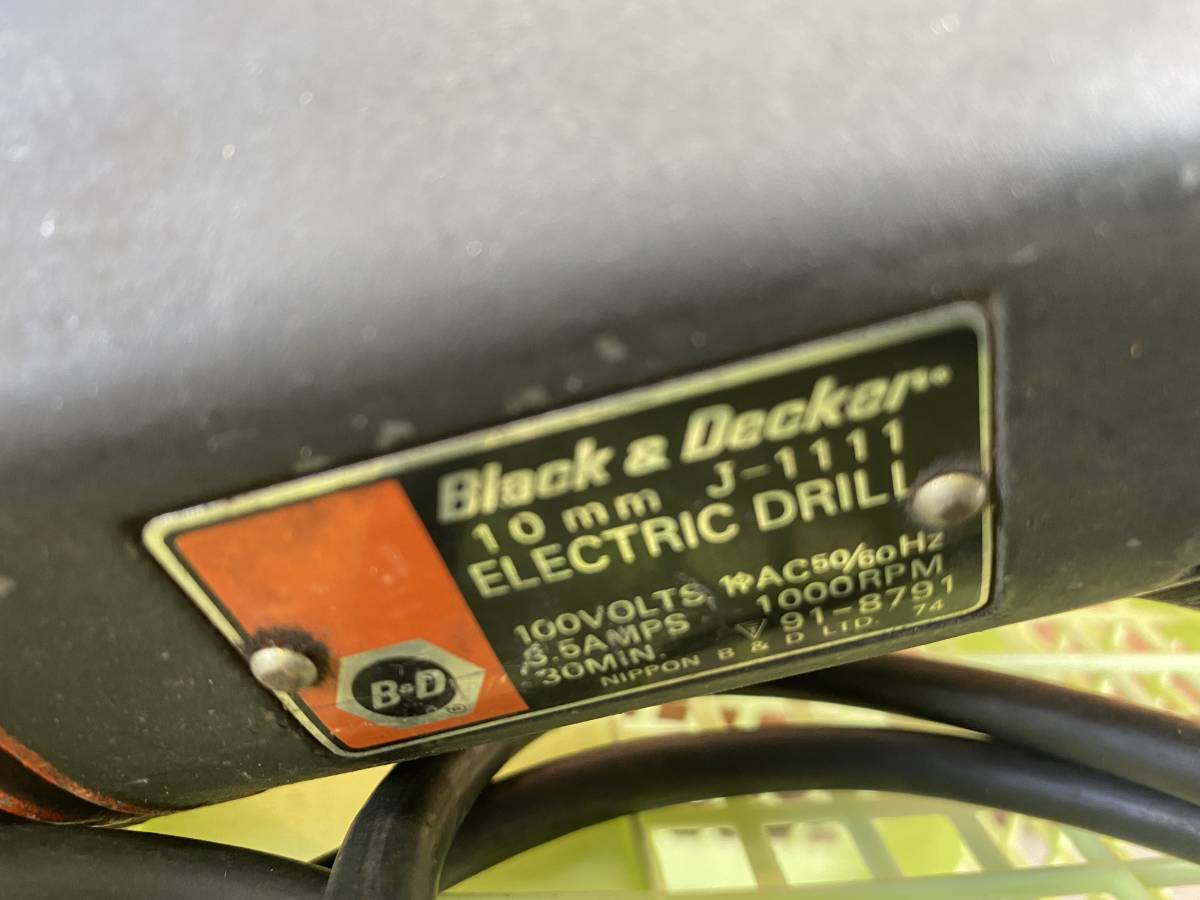 Black & Decker
10 mm J-1111
ELECTRIC DRILL
100VOLTS 1φAC50/60Hz
3.5AMPS 1000RPM
30MIN. ▽91-8791
NIPPON B & D LTD. 74
B&D ®